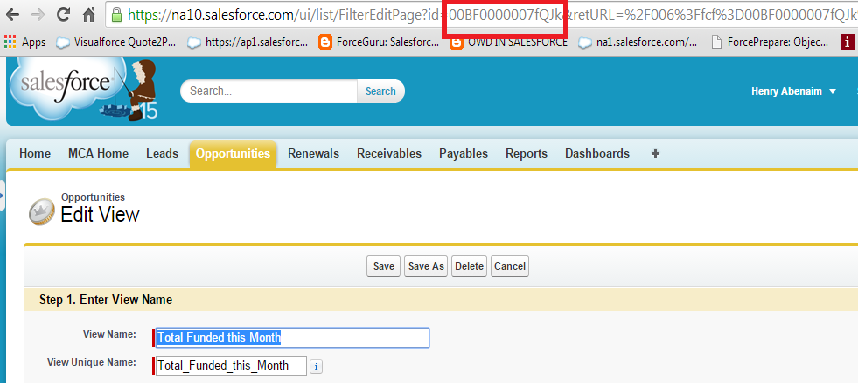 https://na10.salesforce.com/ui/list/FilterEditPage?id=00BF0000007fQJk&retURL=%2F006%3Ffcf%3D00BF0000007fQJk
Apps Visualforce Quote2P... https://ap1.salesforc... ForceGuru: Salesforc... OWD IN SALESFORCE na1.salesforce.com/... ForcePrepare: Objec...
salesforce
15
Search... Search Henry Abenaim
Home MCA Home Leads Opportunities Renewals Receivables Payables Reports Dashboards +
Opportunities
Edit View
Save Save As Delete Cancel
Step 1. Enter View Name
View Name: Total Funded this Month
View Unique Name: Total_Funded_this_Month i